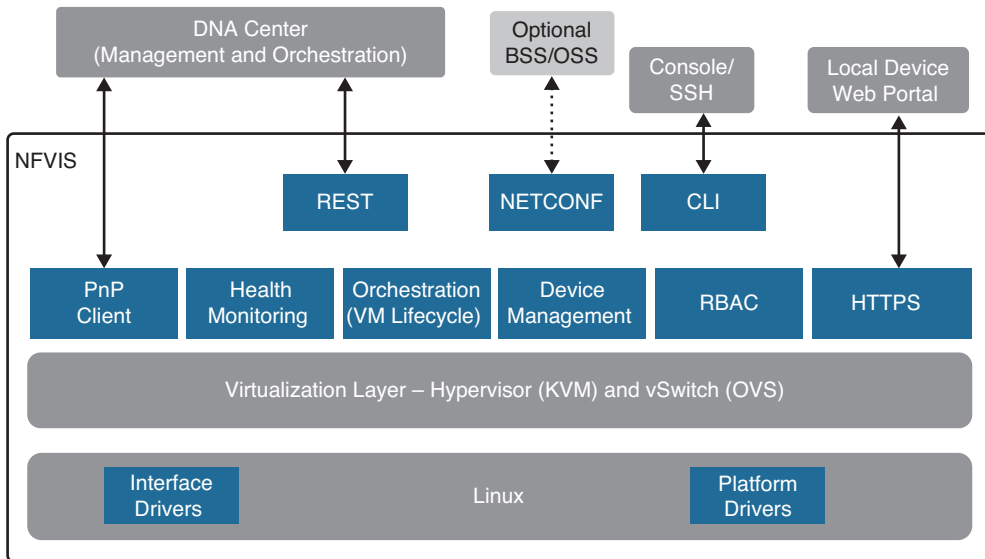 DNA Center
(Management and Orchestration)
Optional
BSS/OSS
Console/
SSH
Local Device
Web Portal
NFVIS
REST
NETCONF
CLI
PnP
Client
Health
Monitoring
Orchestration
(VM Lifecycle)
Device
Management
RBAC
HTTPS
Virtualization Layer – Hypervisor (KVM) and vSwitch (OVS)
Interface
Drivers
Linux
Platform
Drivers